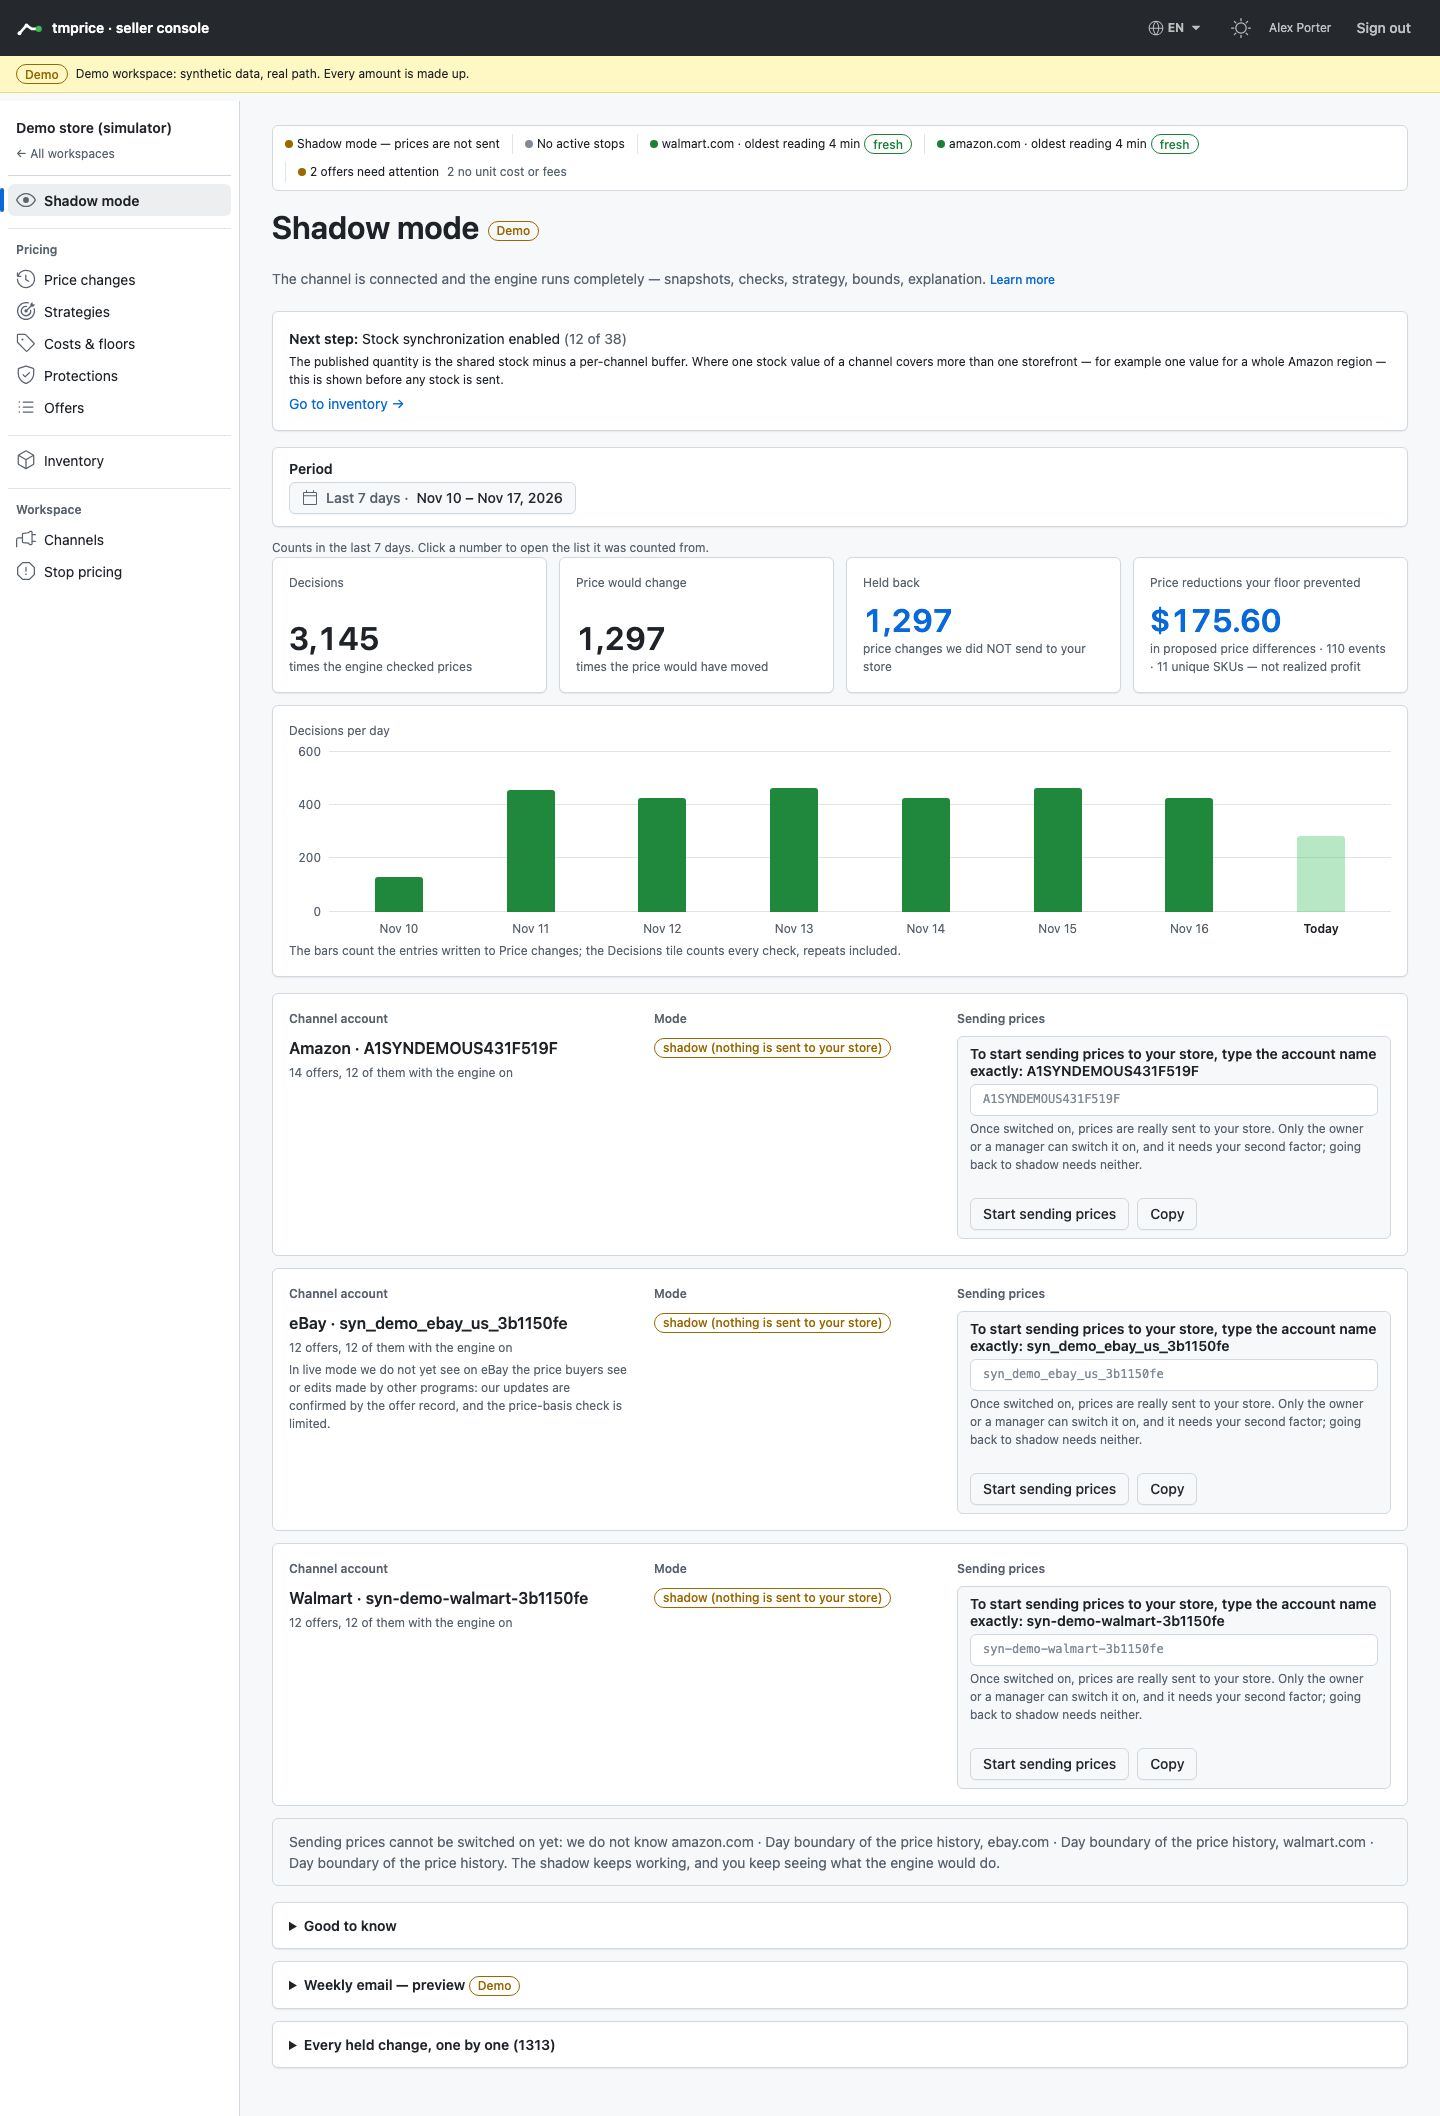 tmprice · seller console
EN
Alex Porter
Sign out
Demo
Demo workspace: synthetic data, real path. Every amount is made up.
Demo store (simulator)
← All workspaces
Shadow mode
Pricing
Price changes
Strategies
Costs & floors
Protections
Offers
Inventory
Workspace
Channels
Stop pricing
Shadow mode — prices are not sent
No active stops
walmart.com · oldest reading 4 min fresh
amazon.com · oldest reading 4 min fresh
2 offers need attention 2 no unit cost or fees
Shadow mode Demo
The channel is connected and the engine runs completely — snapshots, checks, strategy, bounds, explanation. Learn more
Next step: Stock synchronization enabled (12 of 38)
The published quantity is the shared stock minus a per-channel buffer. Where one stock value of a channel covers more than one storefront — for example one value for a whole Amazon region —
this is shown before any stock is sent.
Go to inventory →
Period
Last 7 days · Nov 10 – Nov 17, 2026
Counts in the last 7 days. Click a number to open the list it was counted from.
Decisions
3,145
times the engine checked prices
Price would change
1,297
times the price would have moved
Held back
1,297
price changes we did NOT send to your
store
Price reductions your floor prevented
$175.60
in proposed price differences · 110 events
· 11 unique SKUs — not realized profit
Decisions per day
600
400
200
0
Nov 10
Nov 11
Nov 12
Nov 13
Nov 14
Nov 15
Nov 16
Today
The bars count the entries written to Price changes; the Decisions tile counts every check, repeats included.
Channel account
Amazon · A1SYNDEMOUS431F519F
14 offers, 12 of them with the engine on
Mode
shadow (nothing is sent to your store)
Sending prices
To start sending prices to your store, type the account name
exactly: A1SYNDEMOUS431F519F
A1SYNDEMOUS431F519F
Once switched on, prices are really sent to your store. Only the owner
or a manager can switch it on, and it needs your second factor; going
back to shadow needs neither.
Start sending prices
Copy
Channel account
eBay · syn_demo_ebay_us_3b1150fe
12 offers, 12 of them with the engine on
In live mode we do not yet see on eBay the price buyers see
or edits made by other programs: our updates are
confirmed by the offer record, and the price-basis check is
limited.
Mode
shadow (nothing is sent to your store)
Sending prices
To start sending prices to your store, type the account name
exactly: syn_demo_ebay_us_3b1150fe
syn_demo_ebay_us_3b1150fe
Once switched on, prices are really sent to your store. Only the owner
or a manager can switch it on, and it needs your second factor; going
back to shadow needs neither.
Start sending prices
Copy
Channel account
Walmart · syn-demo-walmart-3b1150fe
12 offers, 12 of them with the engine on
Mode
shadow (nothing is sent to your store)
Sending prices
To start sending prices to your store, type the account name
exactly: syn-demo-walmart-3b1150fe
syn-demo-walmart-3b1150fe
Once switched on, prices are really sent to your store. Only the owner
or a manager can switch it on, and it needs your second factor; going
back to shadow needs neither.
Start sending prices
Copy
Sending prices cannot be switched on yet: we do not know amazon.com · Day boundary of the price history, ebay.com · Day boundary of the price history, walmart.com ·
Day boundary of the price history. The shadow keeps working, and you keep seeing what the engine would do.
Good to know
Weekly email — preview Demo
Every held change, one by one (1313)